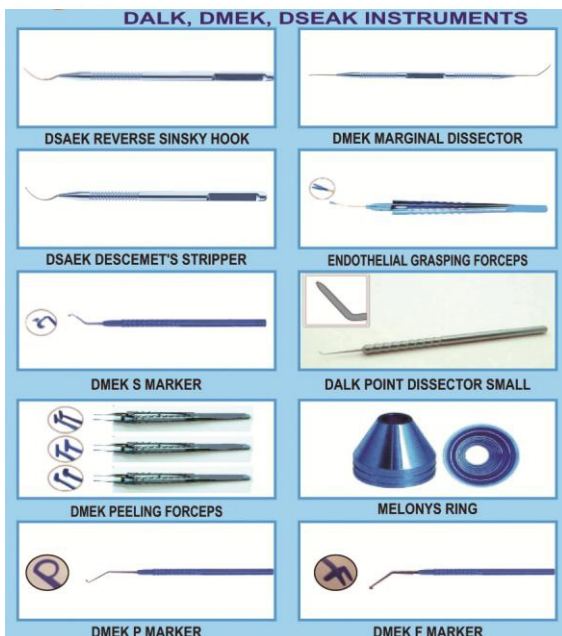 DALK, DMEK, DSEAK INSTRUMENTS
DSAEK REVERSE SINSKY HOOK
DMEK MARGINAL DISSECTOR
DSAEK DESCEMET'S STRIPPER
ENDOTHELIAL GRASPING FORCEPS
DMEK S MARKER
DALK POINT DISSECTOR SMALL
DMEK PEELING FORCEPS
MELONYS RING
DMEK P MARKER
DMEK F MARKER